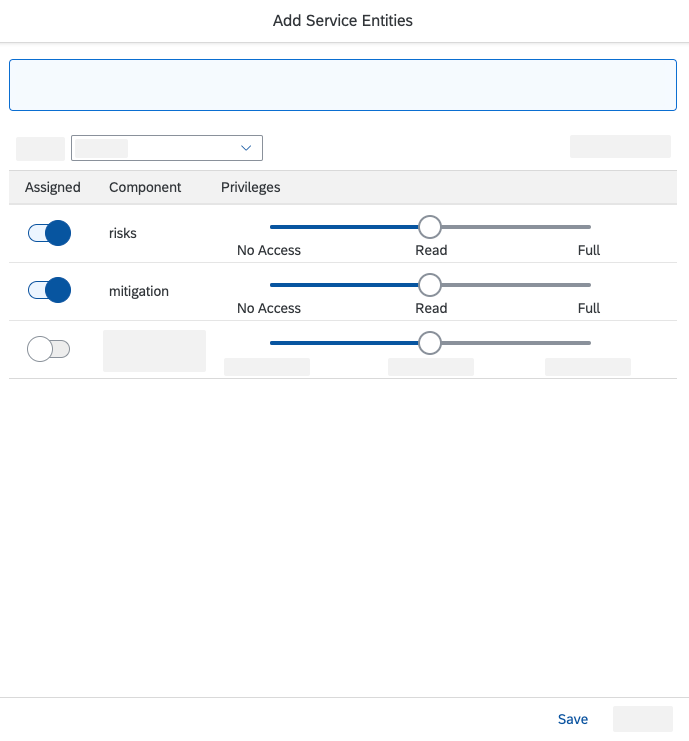 Add Service Entities
Assigned Component Privileges
risks
No Access Read Full
mitigation
No Access Read Full
Save